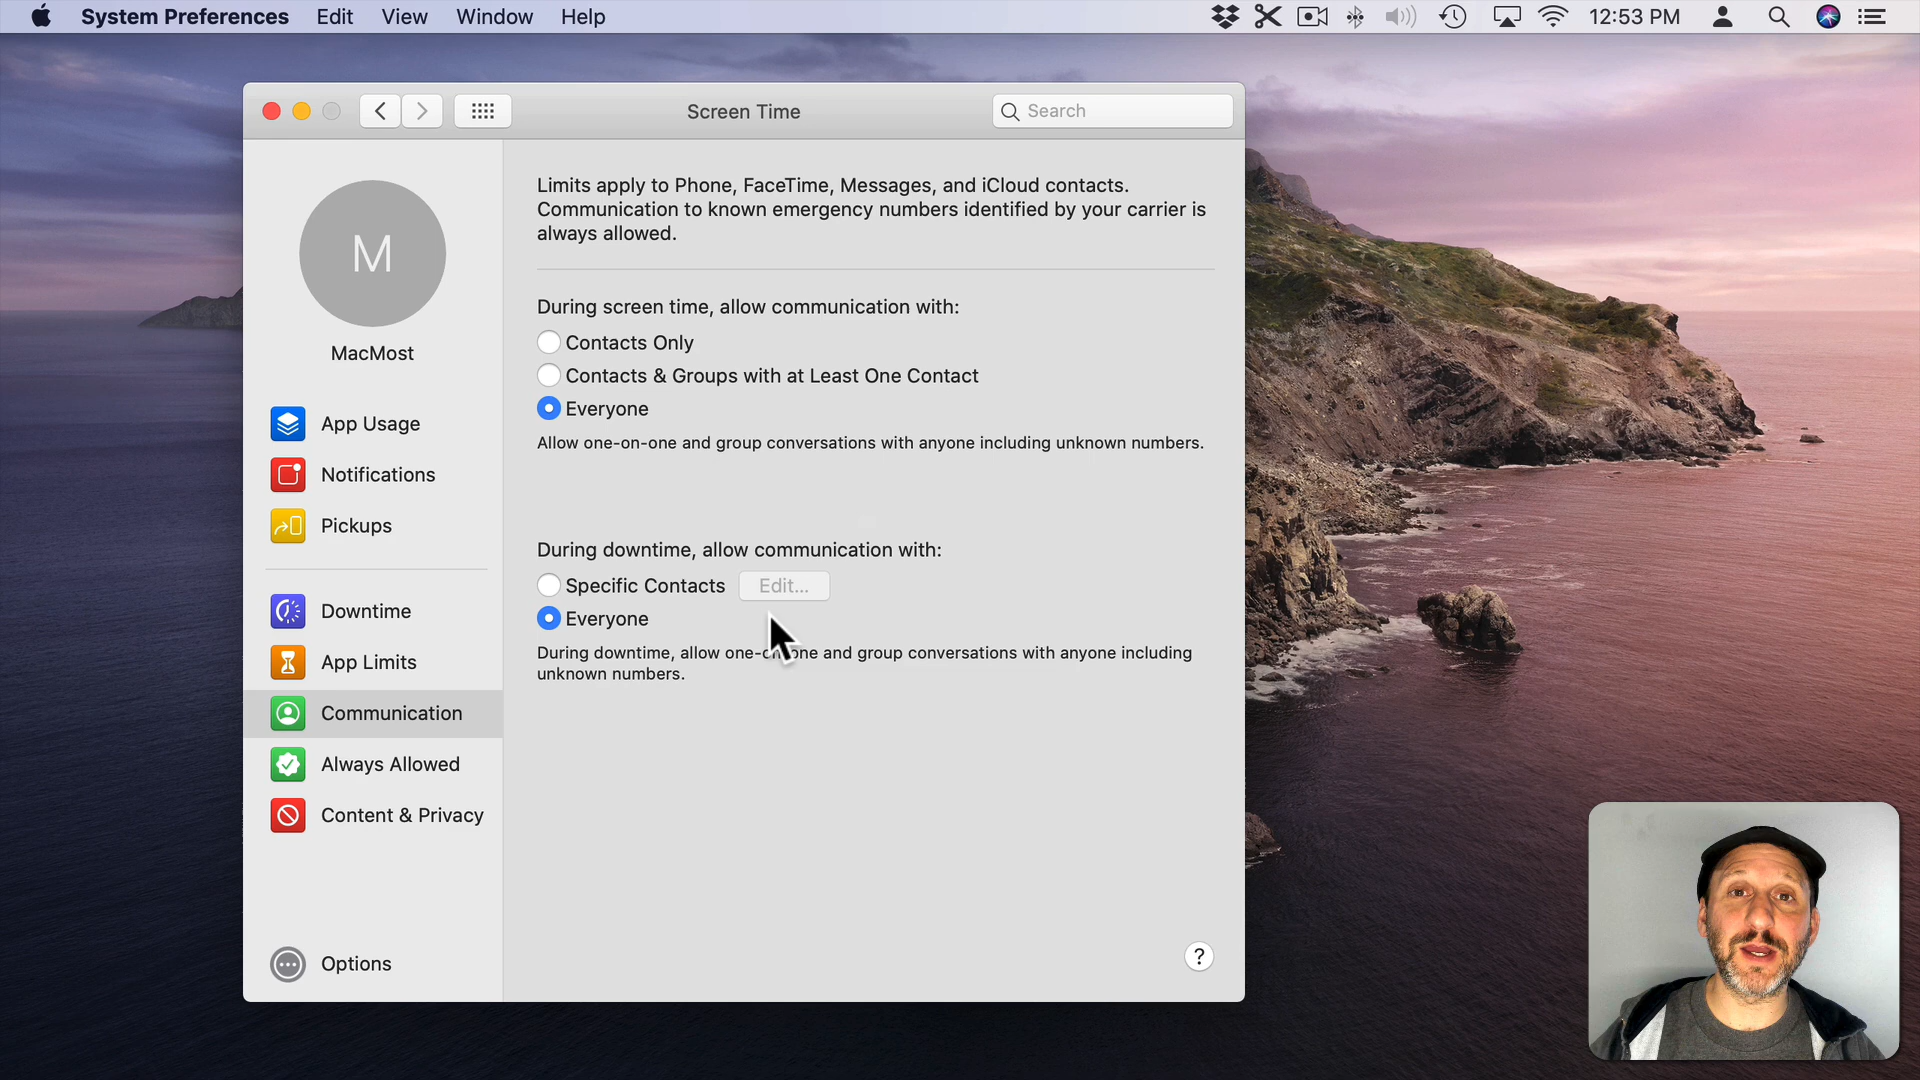 System Preferences Edit View Window Help 12:53 PM
Screen Time
Search
M
MacMost
App Usage
Notifications
Pickups
Downtime
App Limits
Communication
Always Allowed
Content & Privacy
Options
Limits apply to Phone, FaceTime, Messages, and iCloud contacts.
Communication to known emergency numbers identified by your carrier is
always allowed.
During screen time, allow communication with:
Contacts Only
Contacts & Groups with at Least One Contact
Everyone
Allow one-on-one and group conversations with anyone including unknown numbers.
During downtime, allow communication with:
Specific Contacts Edit...
Everyone
During downtime, allow one-on-one and group conversations with anyone including
unknown numbers.
?